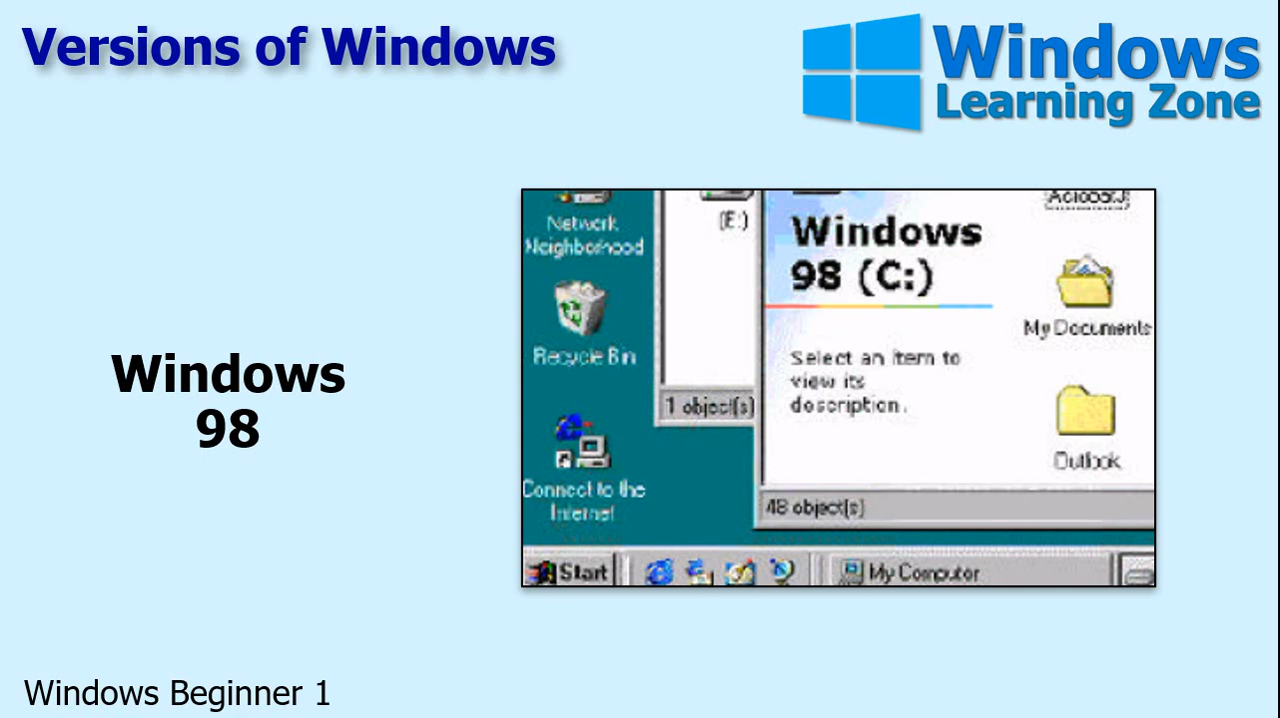 Versions of Windows
Windows
Learning Zone
Windows
98
Network
Neighborhood
Recycle Bin
Connect to the
Internet
(E:)
1 object(s)
Windows
98 (C:)
Select an item to
view its
description.
My Documents
Outlook
48 object(s)
Start
My Computer
Windows Beginner 1